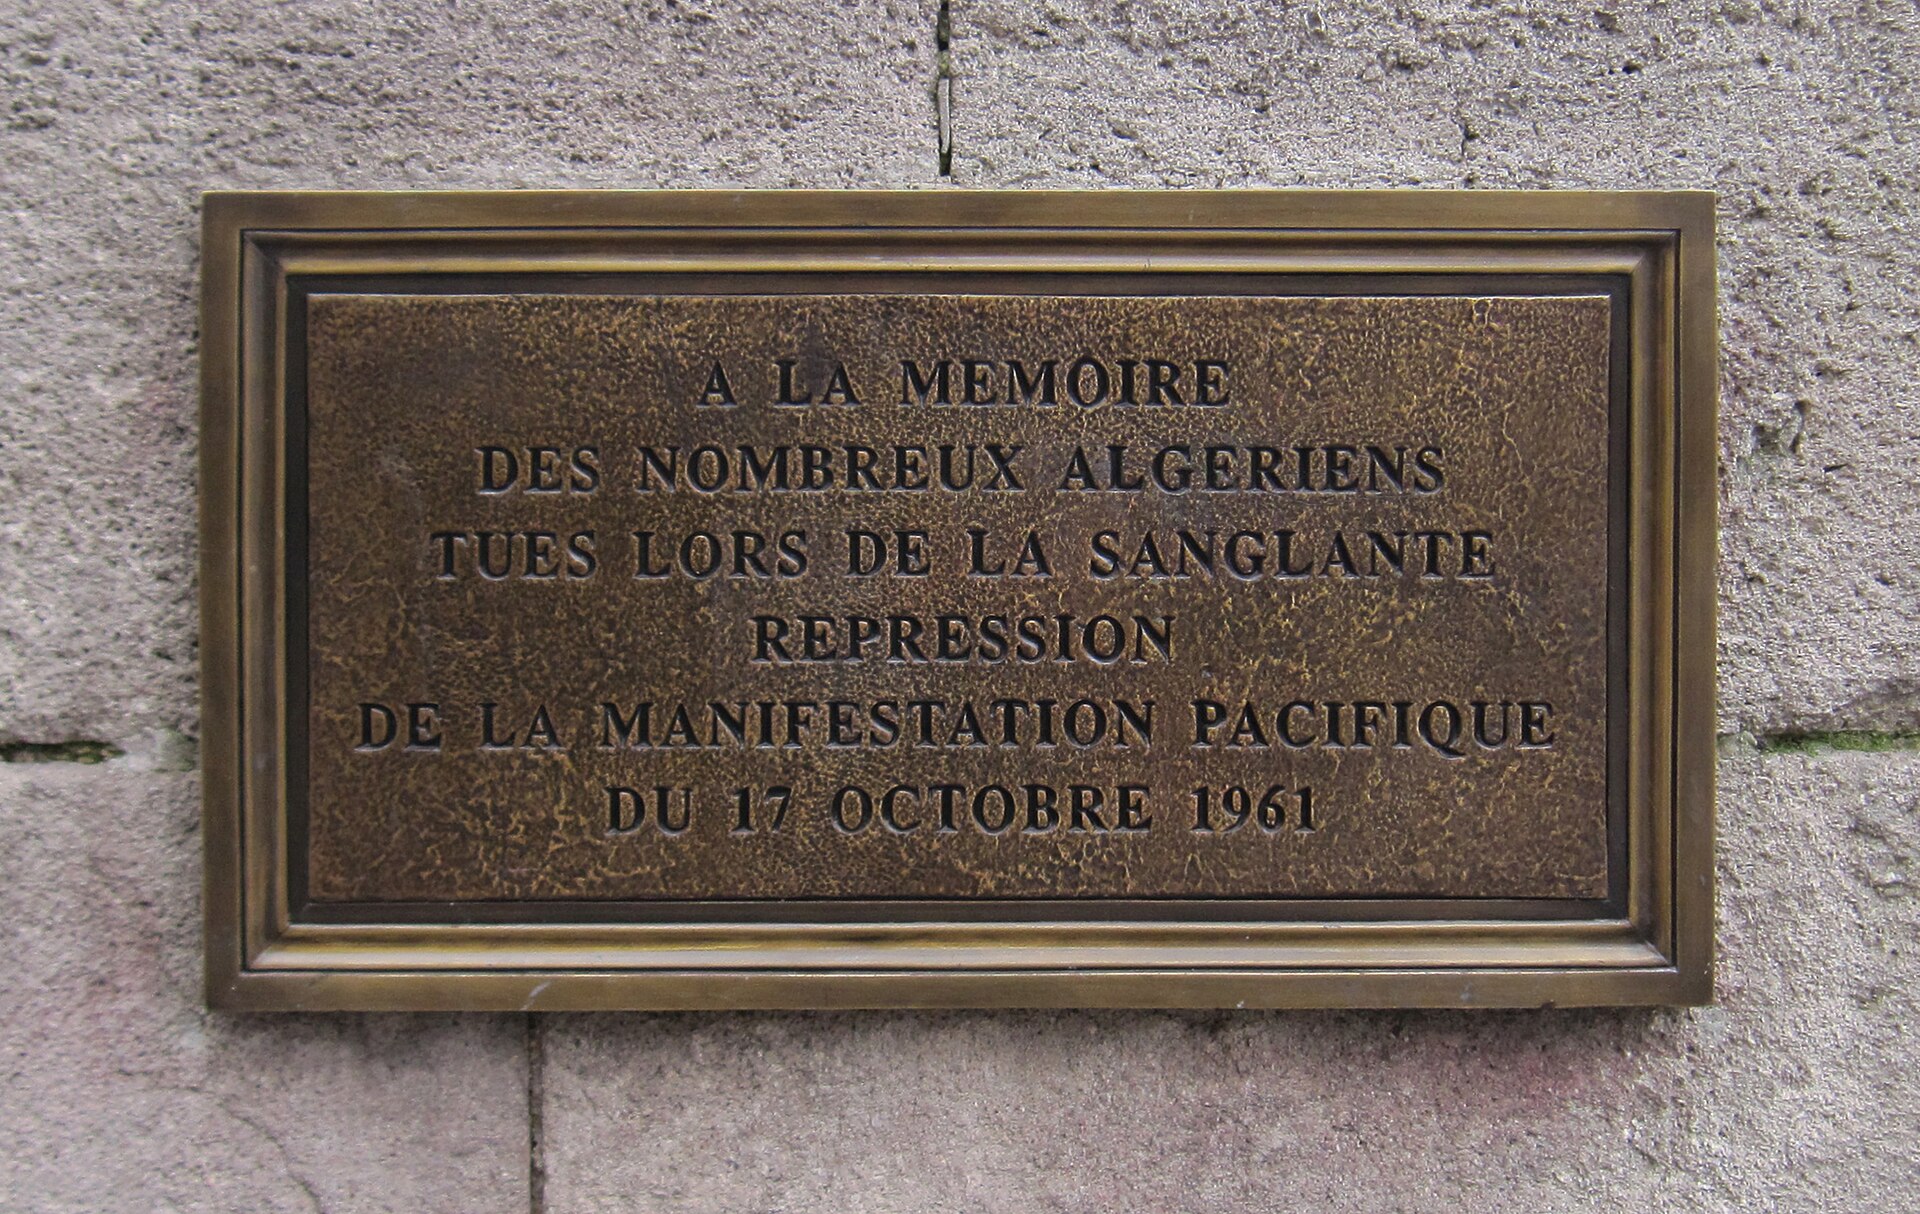 A LA MEMOIRE
DES NOMBREUX ALGERIENS
TUES LORS DE LA SANGLANTE
REPRESSION
DE LA MANIFESTATION PACIFIQUE
DU 17 OCTOBRE 1961